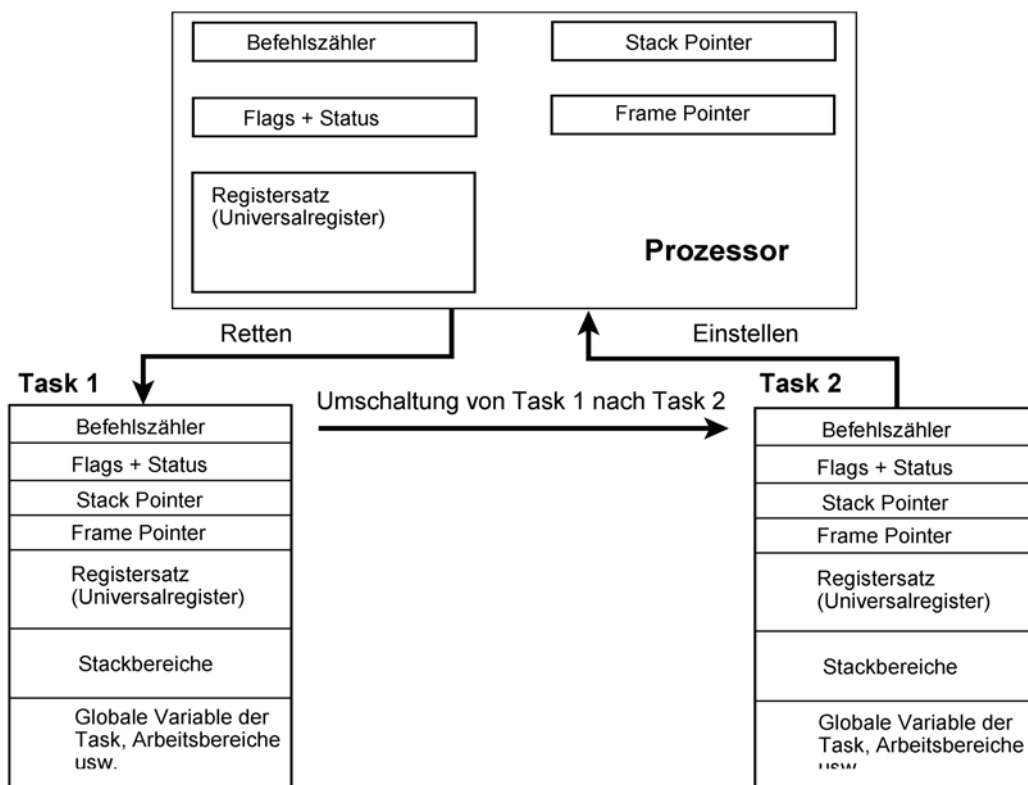 Befehlszähler
Stack Pointer
Flags + Status
Frame Pointer
Registersatz
(Universalregister)
Prozessor
Retten
Einstellen
Task 1
Task 2
Umschaltung von Task 1 nach Task 2
Befehlszähler
Flags + Status
Stack Pointer
Frame Pointer
Registersatz
(Universalregister)
Stackbereiche
Globale Variable der
Task, Arbeitsbereiche
usw.
Befehlszähler
Flags + Status
Stack Pointer
Frame Pointer
Registersatz
(Universalregister)
Stackbereiche
Globale Variable der
Task, Arbeitsbereiche
usw.